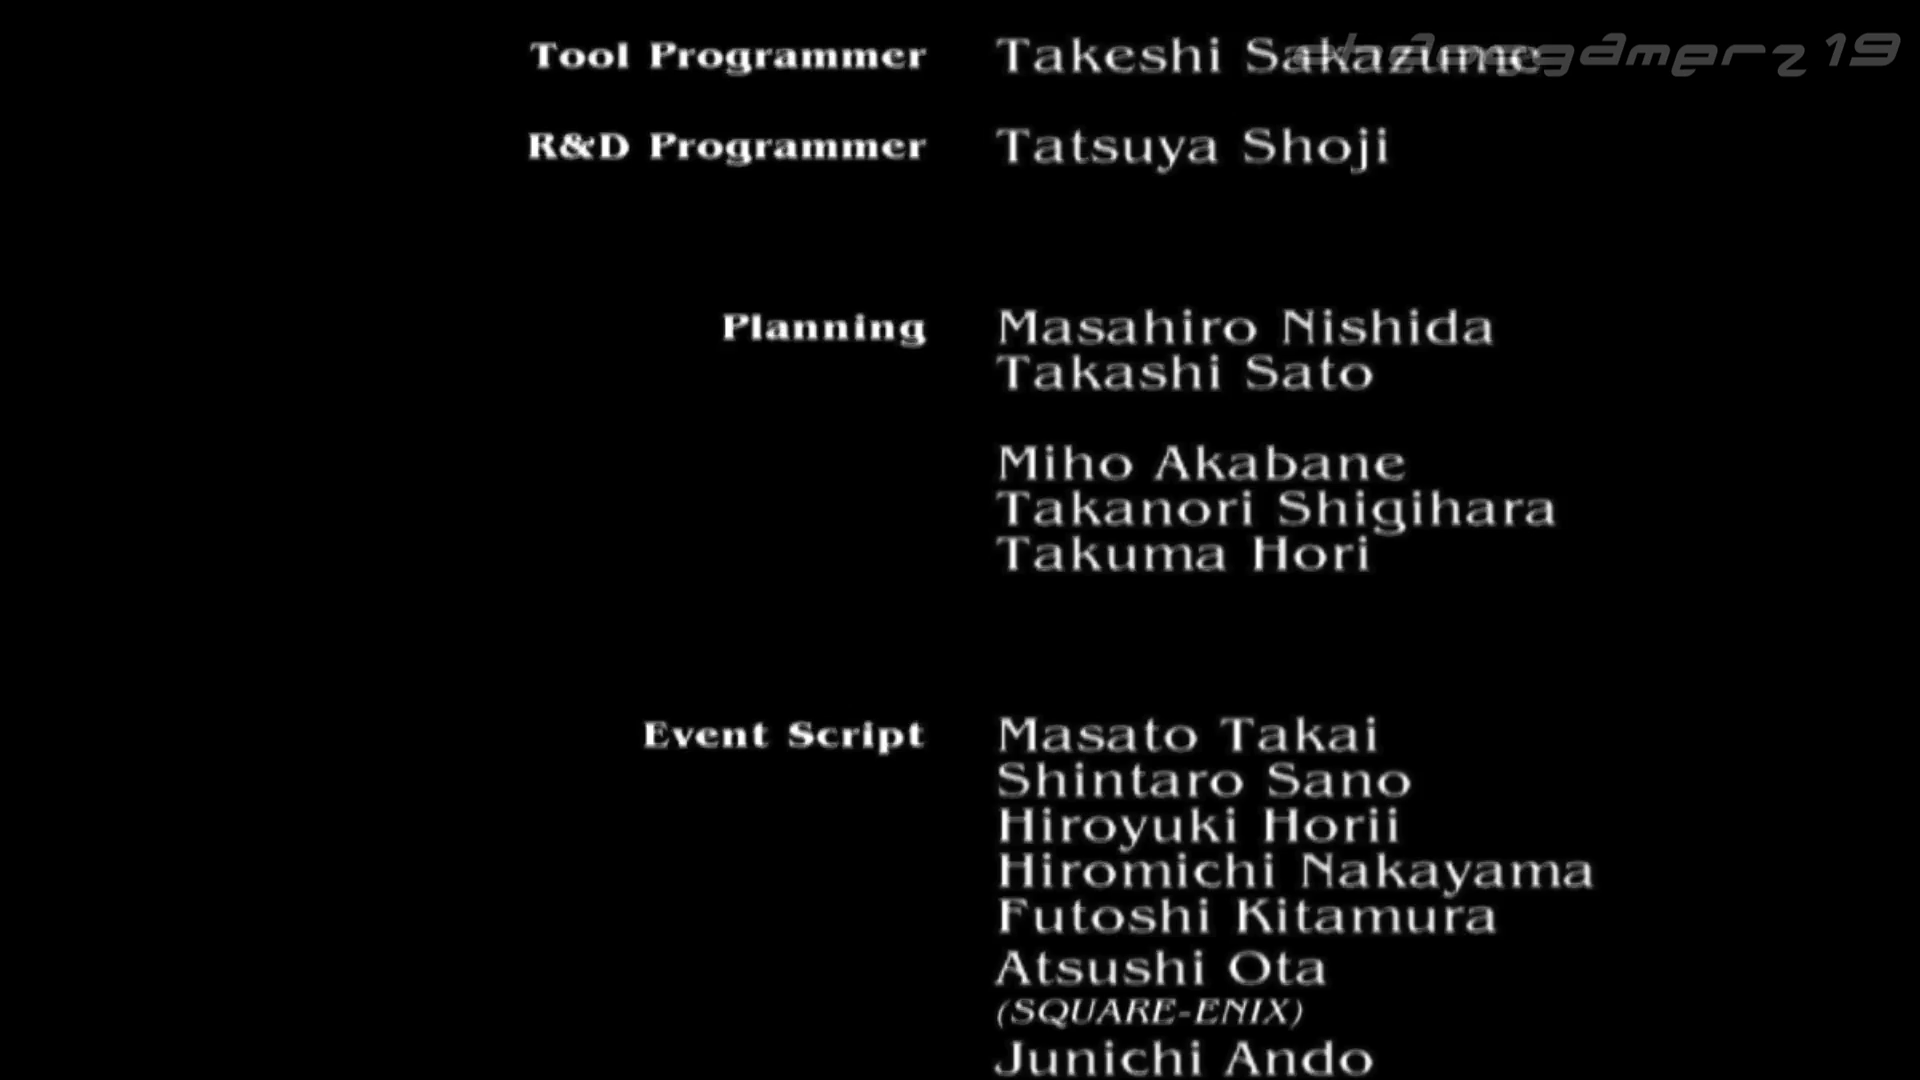 Tool Programmer Takeshi Sakazume
R&D Programmer Tatsuya Shoji
Planning Masahiro Nishida
Takashi Sato
Miho Akabane
Takanori Shigihara
Takuma Hori
Event Script Masato Takai
Shintaro Sano
Hiroyuki Horii
Hiromichi Nakayama
Futoshi Kitamura
Atsushi Ota
(SQUARE-ENIX)
Junichi Ando